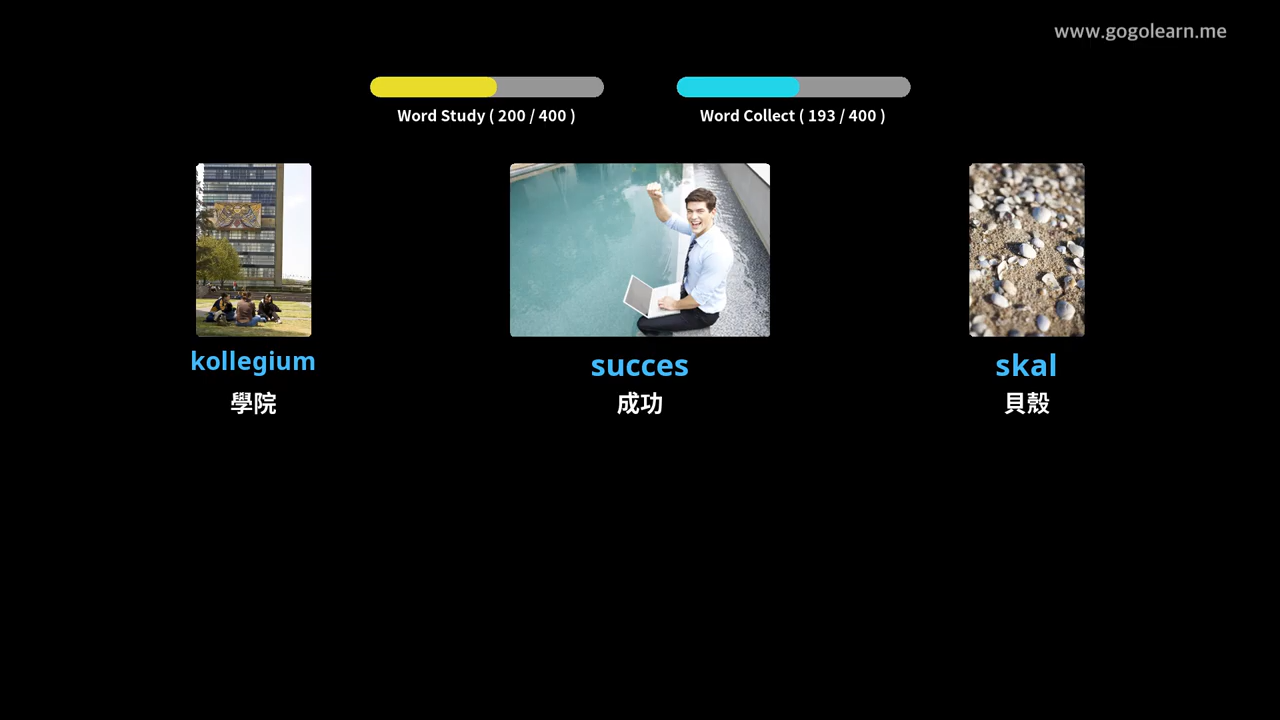 www.gogolearn.me
Word Study ( 200 / 400 )
Word Collect ( 193 / 400 )
kollegium
學院
succes
成功
skal
貝殼